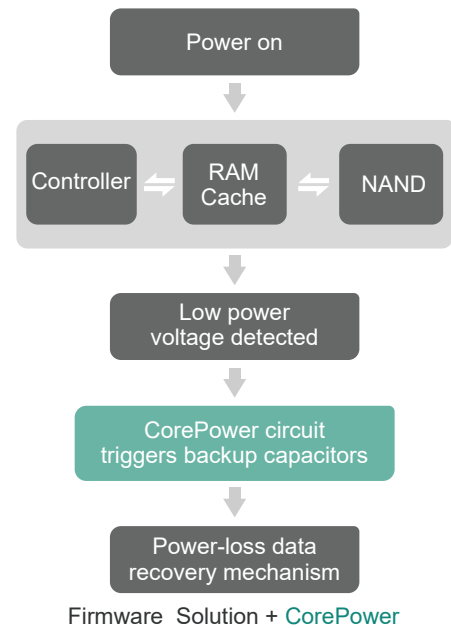 Power on
Controller
RAM
Cache
NAND
Low power
voltage detected
CorePower circuit
triggers backup capacitors
Power-loss data
recovery mechanism
Firmware Solution + CorePower